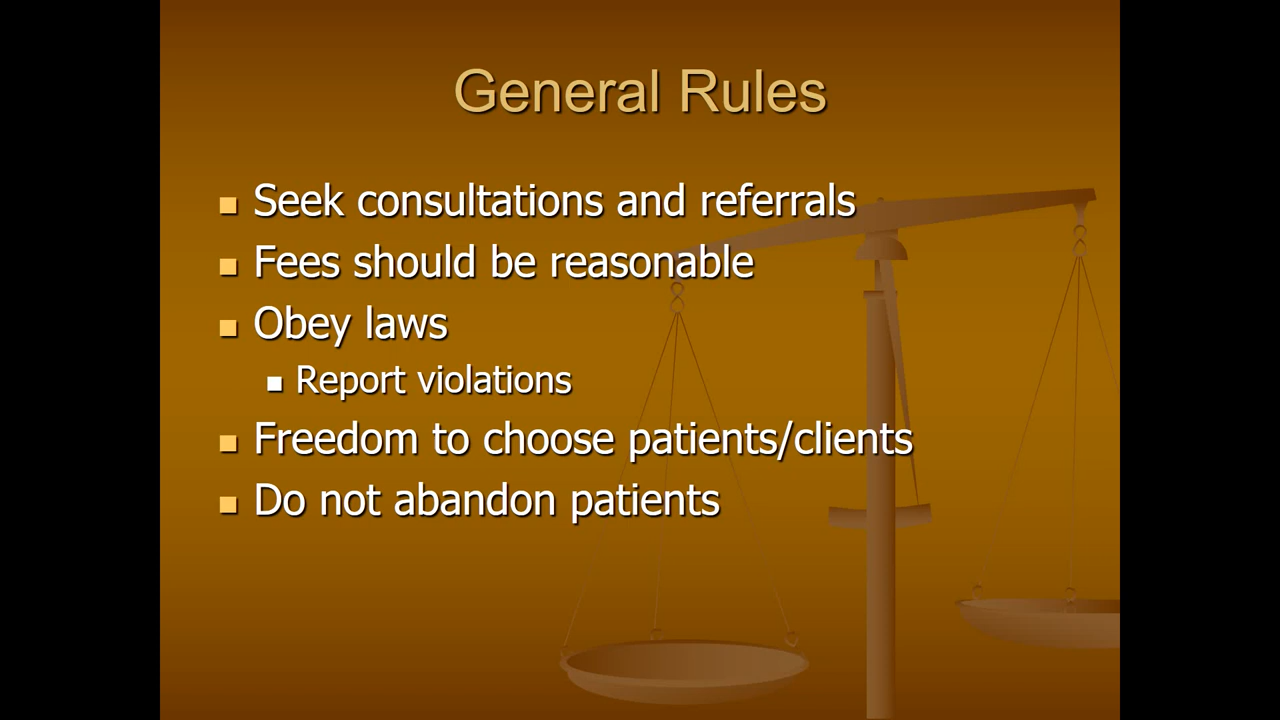 General Rules
Seek consultations and referrals
Fees should be reasonable
Obey laws
Report violations
Freedom to choose patients/clients
Do not abandon patients